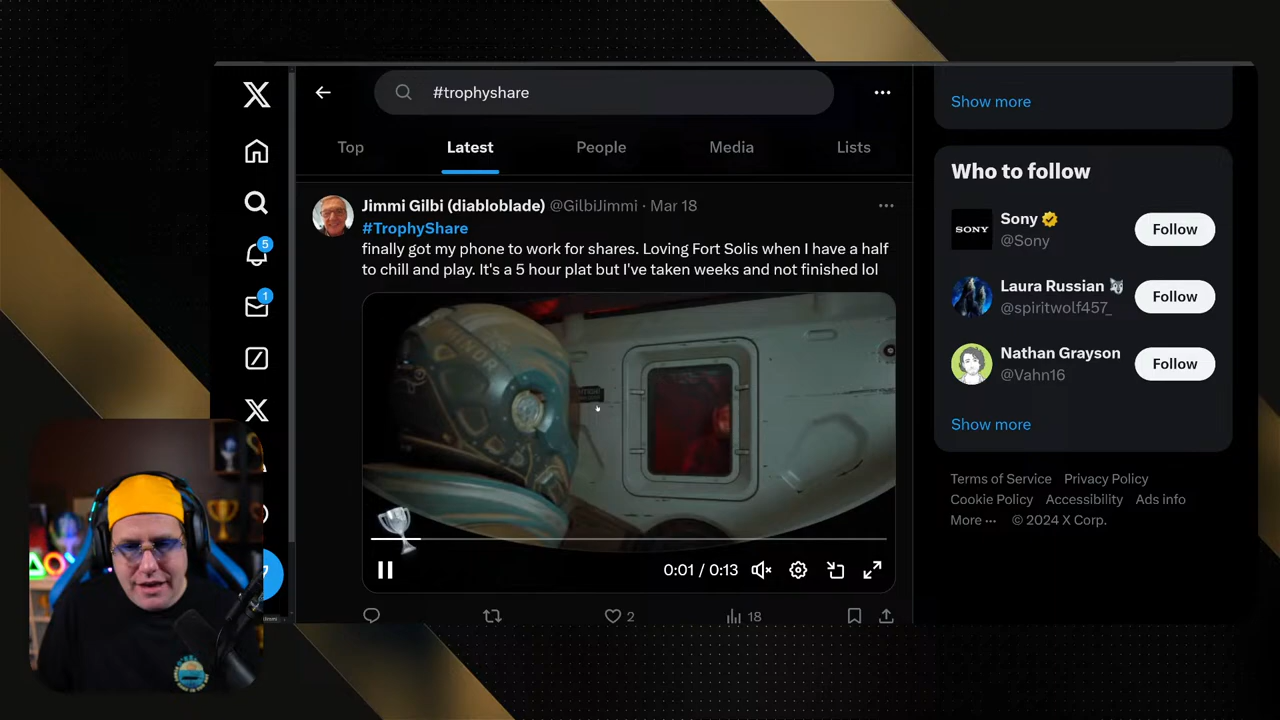 #trophyshare
Top
Latest
People
Media
Lists
Jimmi Gilbi (diabloblade) @GilbiJimmi · Mar 18
#TrophyShare
finally got my phone to work for shares. Loving Fort Solis when I have a half
to chill and play. It's a 5 hour plat but I've taken weeks and not finished lol
0:01 / 0:13
2
18
5
1
Show more
Who to follow
SONY
Sony
@Sony
Follow
Laura Russian
@spiritwolf457_
Follow
Nathan Grayson
@Vahn16
Follow
Show more
Terms of Service Privacy Policy
Cookie Policy Accessibility Ads info
More ··· © 2024 X Corp.